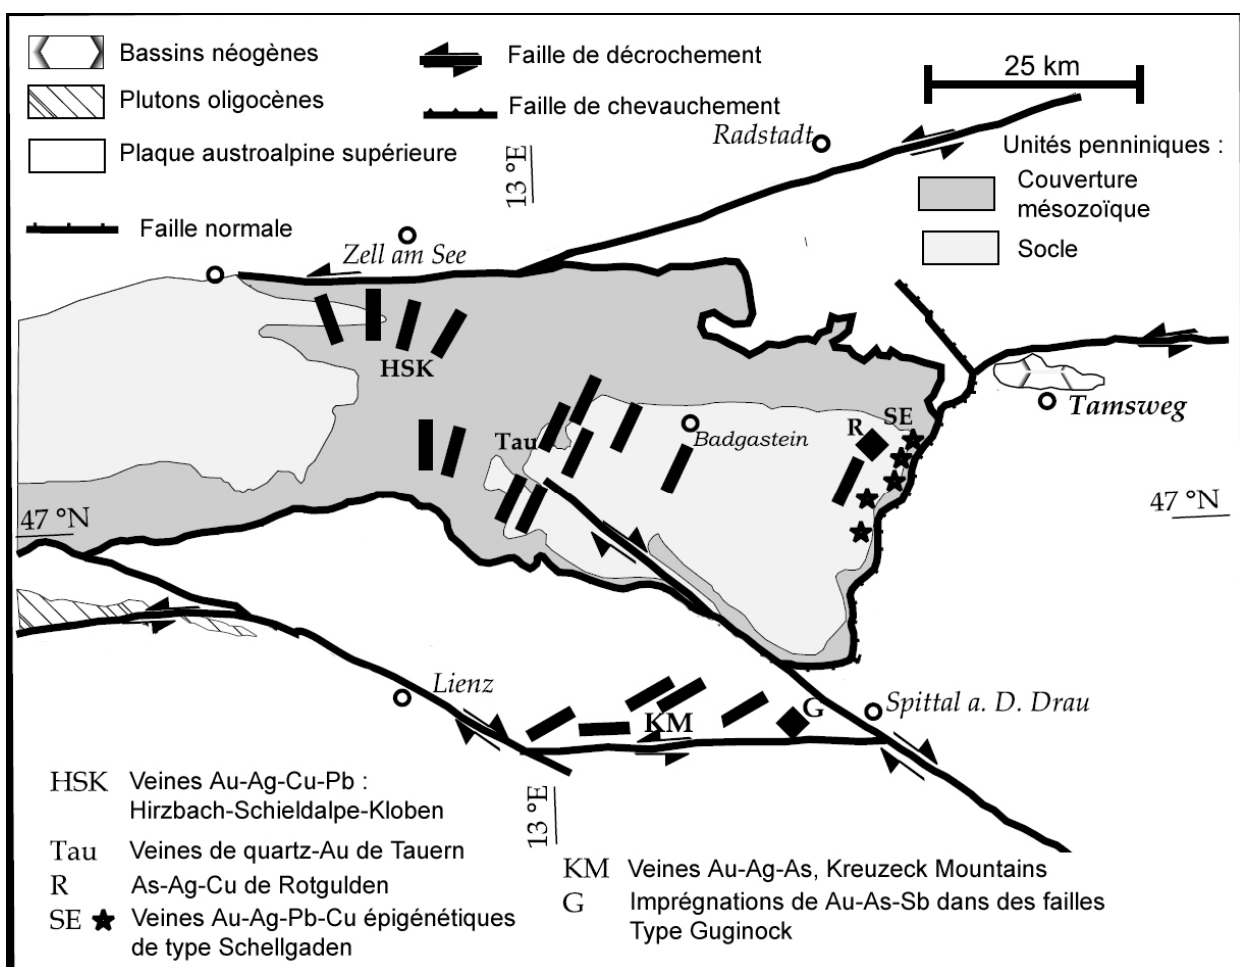 Bassins néogènes
Plutons oligocènes
Plaque austroalpine supérieure
Faille normale
Faille de décrochement
Faille de chevauchement
25 km
Unités penniniques :
Couverture
mésozoïque
Socle
Radstadt
13 °E
Zell am See
HSK
Tau
Badgastein
R
SE
Tamsweg
47 °N
47 °N
Lienz
KM
G
Spittal a. D. Drau
13 °E
HSK Veines Au-Ag-Cu-Pb :
Hirzbach-Schieldalpe-Kloben
Tau Veines de quartz-Au de Tauern
R As-Ag-Cu de Rotgulden
SE ★ Veines Au-Ag-Pb-Cu épigénétiques
de type Schellgaden
KM Veines Au-Ag-As, Kreuzeck Mountains
G Imprégnations de Au-As-Sb dans des failles
Type Guginock